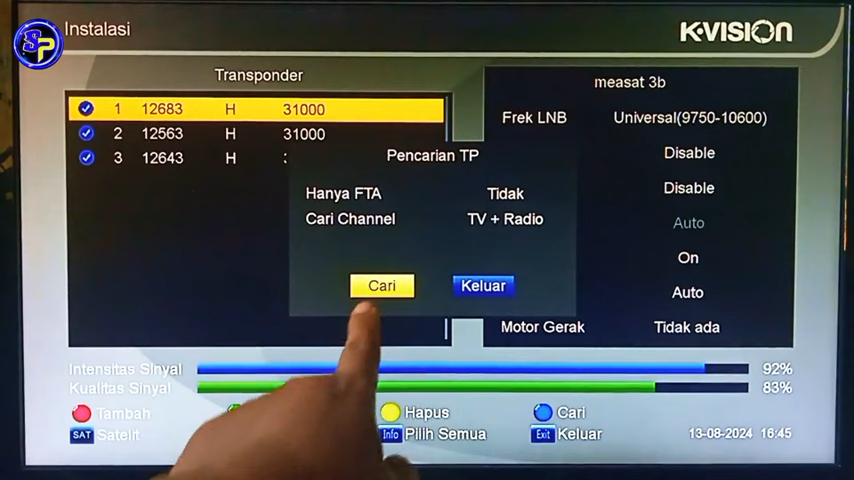 SP
Instalasi
K-VISION
Transponder
1 12683 H 31000
2 12563 H 31000
3 12643 H
measat 3b
Frek LNB Universal(9750-10600)
Disable
Disable
Auto
On
Auto
Motor Gerak Tidak ada
Pencarian TP
Hanya FTA Tidak
Cari Channel TV + Radio
Cari Keluar
Intensitas Sinyal 92%
Kualitas Sinyal 83%
Tambah Hapus Cari
SAT Satelit Info Pilih Semua Exit Keluar
13-08-2024 16:45